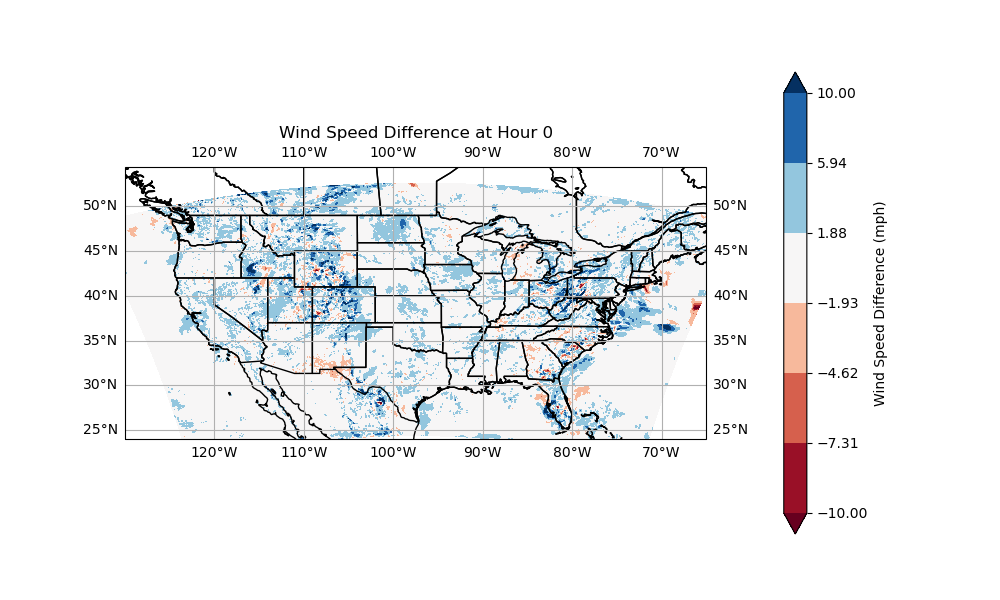 Wind Speed Difference at Hour 0
120°W 110°W 100°W 90°W 80°W 70°W
50°N 50°N
45°N 45°N
40°N 40°N
35°N 35°N
30°N 30°N
25°N 25°N
120°W 110°W 100°W 90°W 80°W 70°W
10.00
5.94
1.88
−1.93
−4.62
−7.31
−10.00
Wind Speed Difference (mph)